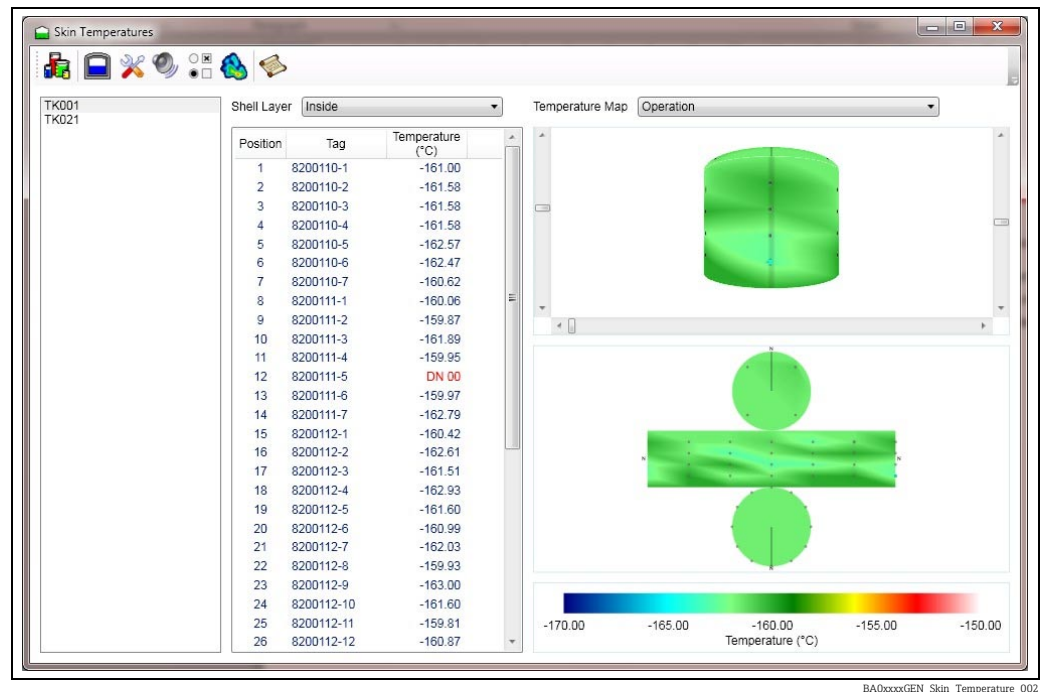 Skin Temperatures
TK001
TK021
Shell Layer Inside
Temperature Map Operation
Position Tag Temperature (°C)
1 8200110-1 -161.00
2 8200110-2 -161.58
3 8200110-3 -161.58
4 8200110-4 -161.58
5 8200110-5 -162.57
6 8200110-6 -162.47
7 8200110-7 -160.62
8 8200111-1 -160.06
9 8200111-2 -159.87
10 8200111-3 -161.89
11 8200111-4 -159.95
12 8200111-5 DN 00
13 8200111-6 -159.97
14 8200111-7 -162.79
15 8200112-1 -160.42
16 8200112-2 -162.61
17 8200112-3 -161.51
18 8200112-4 -162.93
19 8200112-5 -161.60
20 8200112-6 -160.99
21 8200112-7 -162.03
22 8200112-8 -159.93
23 8200112-9 -163.00
24 8200112-10 -161.60
25 8200112-11 -159.81
26 8200112-12 -160.87
N
N N
N
-170.00 -165.00 -160.00 -155.00 -150.00
Temperature (°C)
BA0xxxxGEN_Skin_Temperature_002